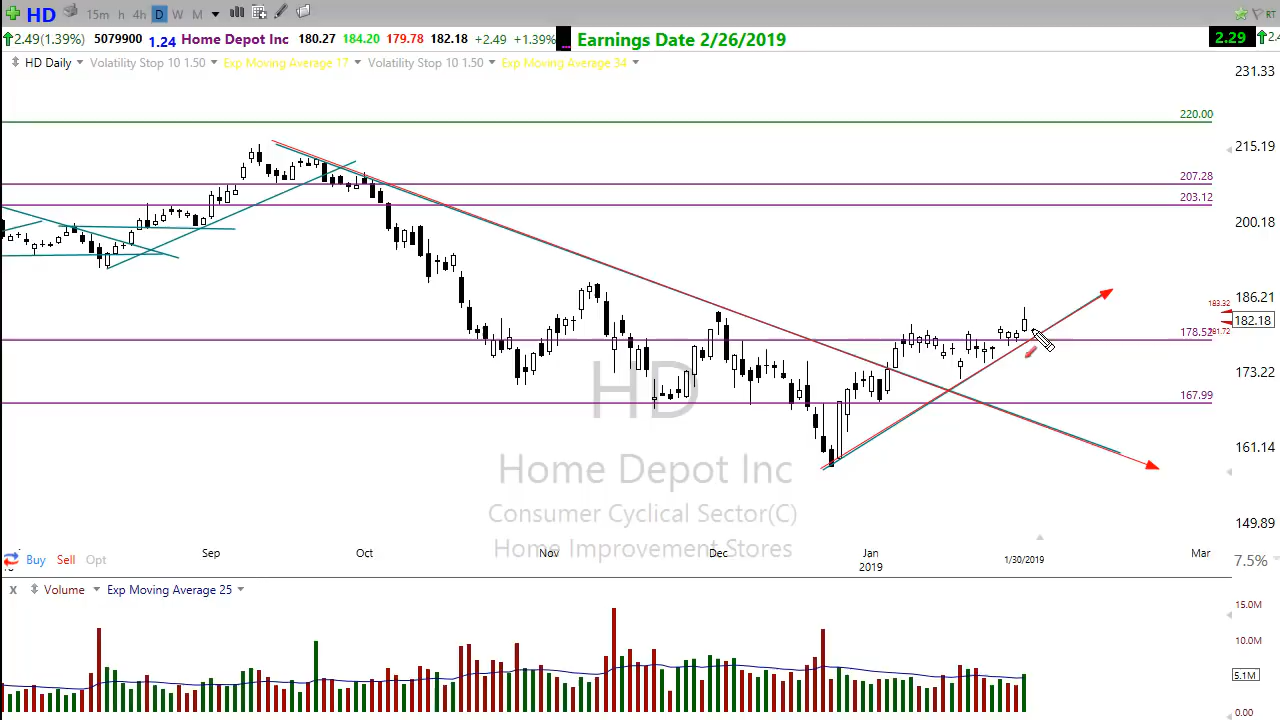 HD 15m h 4h D W M RT
2.49(1.39%) 5079900 1.24 Home Depot Inc 180.27 184.20 179.78 182.18 +2.49 +1.39% ... Earnings Date 2/26/2019 2.29
HD Daily Volatility Stop 10 1.50 Exp Moving Average 17 Volatility Stop 10 1.50 Exp Moving Average 34
231.33
220.00
215.19
207.28
203.12
200.18
186.21
183.32
182.18
178.52
173.22
HD
167.99
161.14
Home Depot Inc
Consumer Cyclical Sector(C)
149.89
Home Improvement Stores
Sep Oct Nov Dec Jan 1/30/2019 Mar
2019
Buy Sell Opt 7.5%
X Volume Exp Moving Average 25
15.0M
10.0M
5.1M
0.00